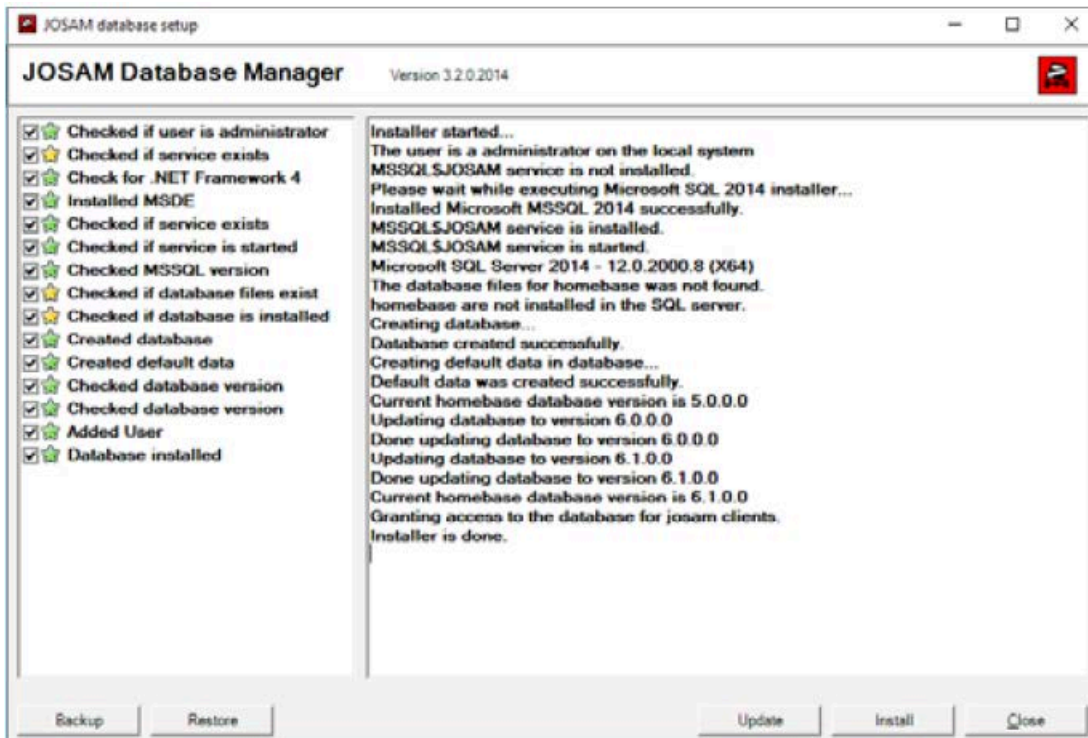 JOSAM database setup
JOSAM Database Manager Version 3.2.0.2014
Checked if user is administrator
Checked if service exists
Check for .NET Framework 4
Installed MSDE
Checked if service exists
Checked if service is started
Checked MSSQL version
Checked if database files exist
Checked if database is installed
Created database
Created default data
Checked database version
Checked database version
Added User
Database installed
Installer started...
The user is a administrator on the local system
MSSQL$JOSAM service is not installed.
Please wait while executing Microsoft SQL 2014 installer...
Installed Microsoft MSSQL 2014 successfully.
MSSQL$JOSAM service is installed.
MSSQL$JOSAM service is started.
Microsoft SQL Server 2014 - 12.0.2000.8 (X64)
The database files for homebase was not found.
homebase are not installed in the SQL server.
Creating database...
Database created successfully.
Creating default data in database...
Default data was created successfully.
Current homebase database version is 5.0.0.0
Updating database to version 6.0.0.0
Done updating database to version 6.0.0.0
Updating database to version 6.1.0.0
Done updating database to version 6.1.0.0
Current homebase database version is 6.1.0.0
Granting access to the database for josam clients.
Installer is done.
Backup Restore Update Install Close